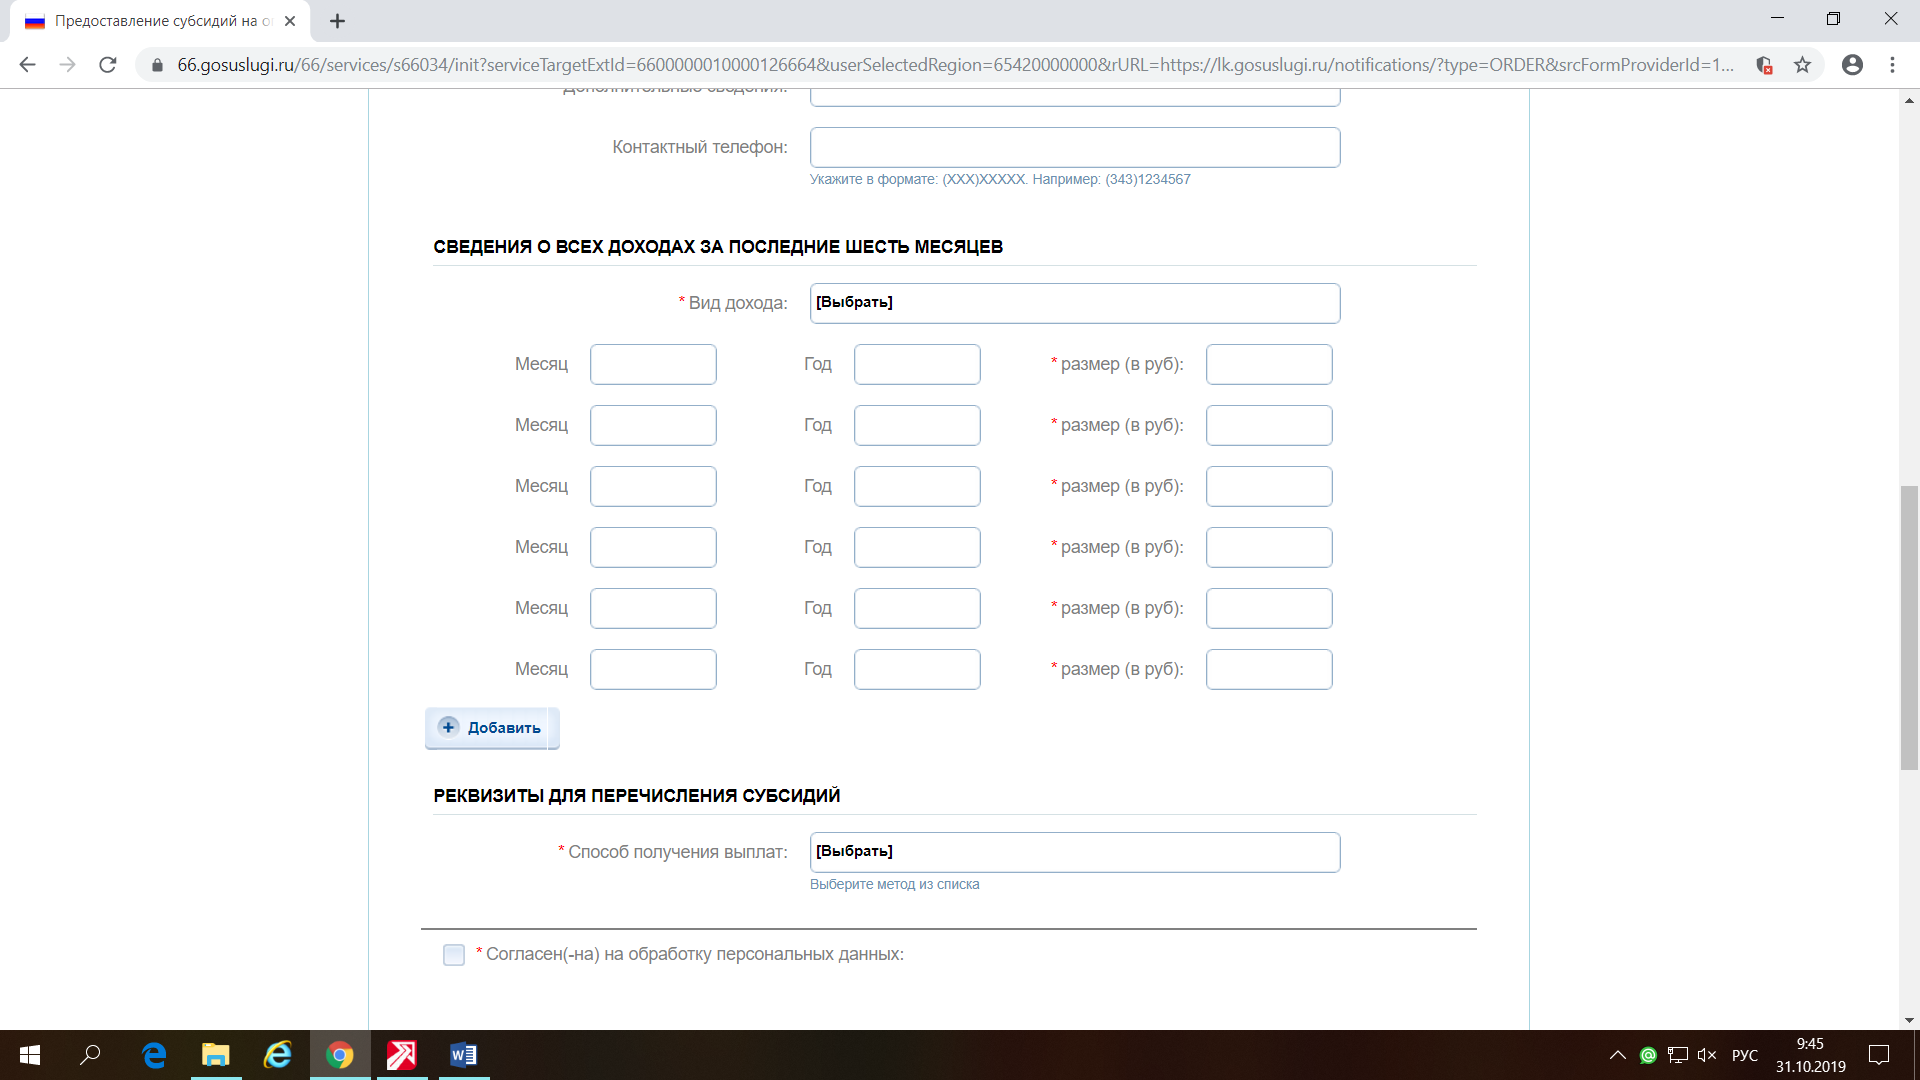 Предоставление субсидий на о
66.gosuslugi.ru/66/services/s66034/init?serviceTargetExtId=6600000010000126664&userSelectedRegion=65420000000&rURL=https://lk.gosuslugi.ru/notifications/?type=ORDER&srcFormProviderId=1...
Дополнительные сведения:
Контактный телефон:
Укажите в формате: (XXX)XXXXX. Например: (343)1234567
СВЕДЕНИЯ О ВСЕХ ДОХОДАХ ЗА ПОСЛЕДНИЕ ШЕСТЬ МЕСЯЦЕВ
* Вид дохода: [Выбрать]
Месяц Год * размер (в руб):
Месяц Год * размер (в руб):
Месяц Год * размер (в руб):
Месяц Год * размер (в руб):
Месяц Год * размер (в руб):
Месяц Год * размер (в руб):
+ Добавить
РЕКВИЗИТЫ ДЛЯ ПЕРЕЧИСЛЕНИЯ СУБСИДИЙ
* Способ получения выплат: [Выбрать]
Выберите метод из списка
* Согласен(-на) на обработку персональных данных:
РУС
9:45
31.10.2019